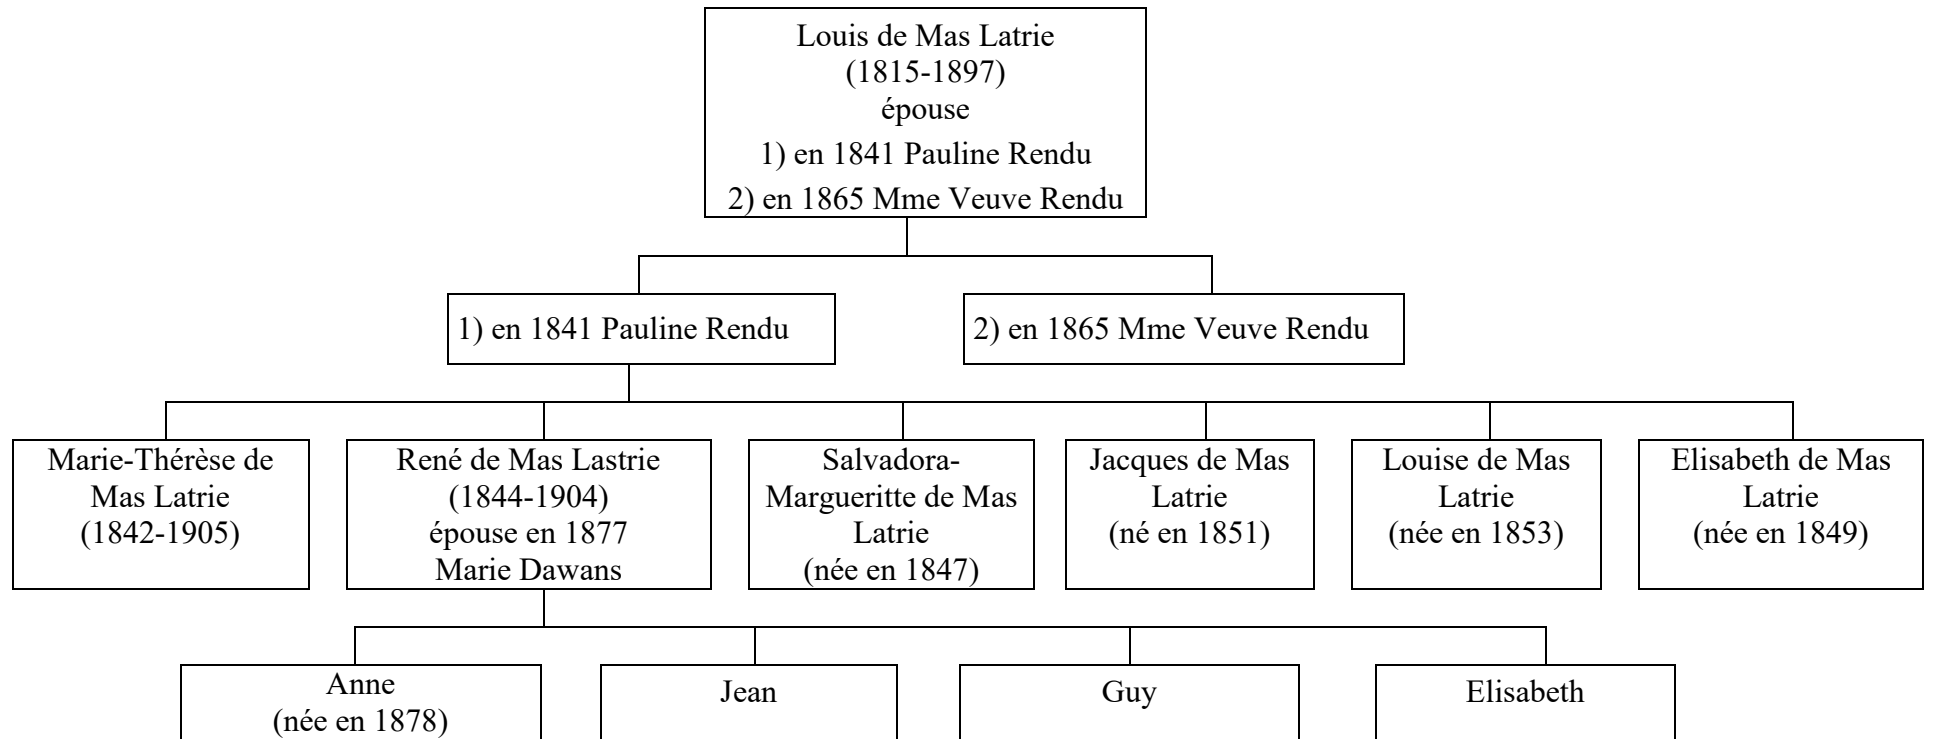 Louis de Mas Latrie
(1815-1897)
épouse
1) en 1841 Pauline Rendu
2) en 1865 Mme Veuve Rendu
1) en 1841 Pauline Rendu
2) en 1865 Mme Veuve Rendu
Marie-Thérèse de
Mas Latrie
(1842-1905)
René de Mas Lastrie
(1844-1904)
épouse en 1877
Marie Dawans
Salvadora-
Margueritte de Mas
Latrie
(née en 1847)
Jacques de Mas
Latrie
(né en 1851)
Louise de Mas
Latrie
(née en 1853)
Elisabeth de Mas
Latrie
(née en 1849)
Anne
(née en 1878)
Jean
Guy
Elisabeth